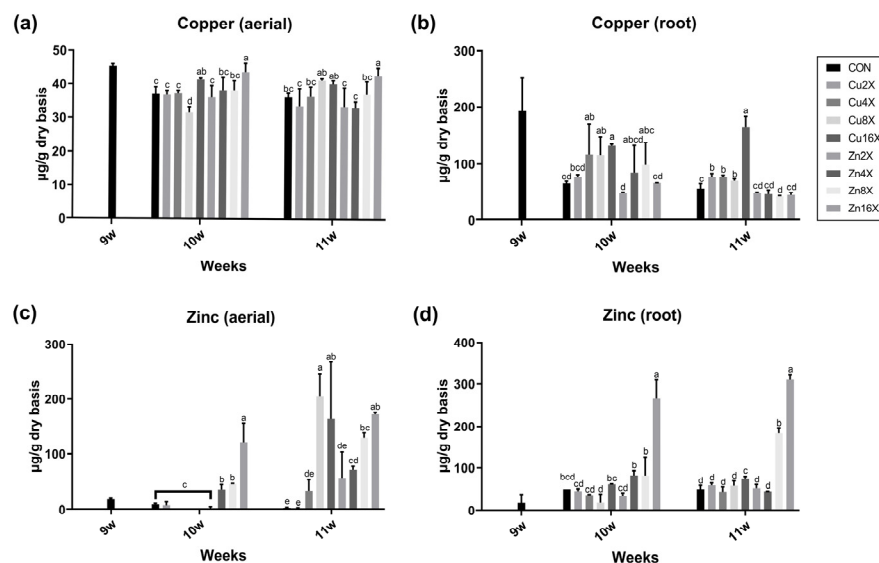 (a)
Copper (aerial)
µg/g dry basis
50
40
30
20
10
0
c c c d ab c bc bc a
bc c c ab ab c c bc a
9w 10w 11w
Weeks
(b)
Copper (root)
µg/g dry basis
300
200
100
0
cd bcd ab ab a d abcd abc cd
c b b b a cd cd d cd
9w 10w 11w
Weeks
CON
Cu2X
Cu4X
Cu8X
Cu16X
Zn2X
Zn4X
Zn8X
Zn16X
(c)
Zinc (aerial)
µg/g dry basis
300
200
100
0
c b b a
e e de a ab de cd bc ab
9w 10w 11w
Weeks
(d)
Zinc (root)
µg/g dry basis
400
300
200
100
0
bcd cd cd d bc cd b b a
d d d d c d d b a
9w 10w 11w
Weeks